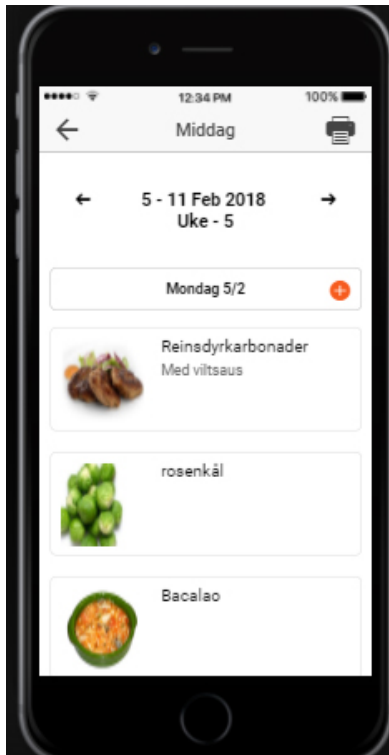 12:34 PM
100%
Middag
5 - 11 Feb 2018
Uke - 5
Mondag 5/2
Reinsdyrkarbonader
Med viltsaus
rosenkål
Bacalao